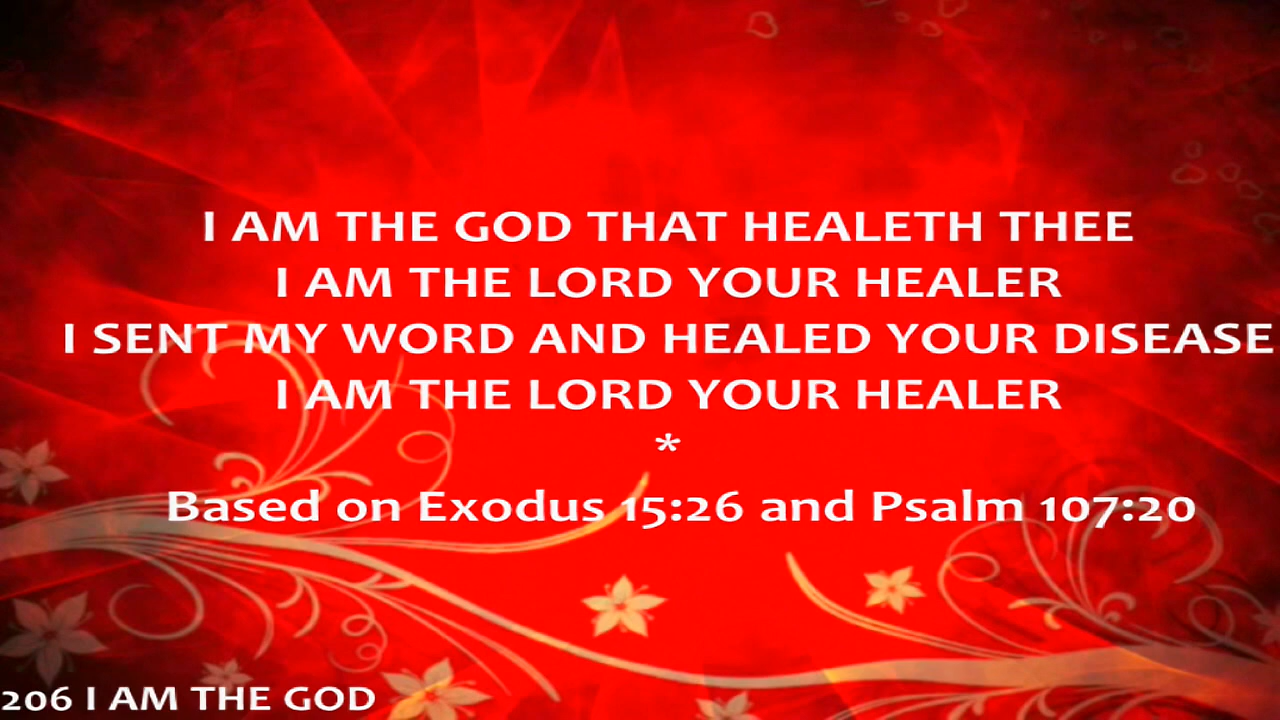 I AM THE GOD THAT HEALETH THEE
I AM THE LORD YOUR HEALER
I SENT MY WORD AND HEALED YOUR DISEASE
I AM THE LORD YOUR HEALER
*
Based on Exodus 15:26 and Psalm 107:20
206 I AM THE GOD